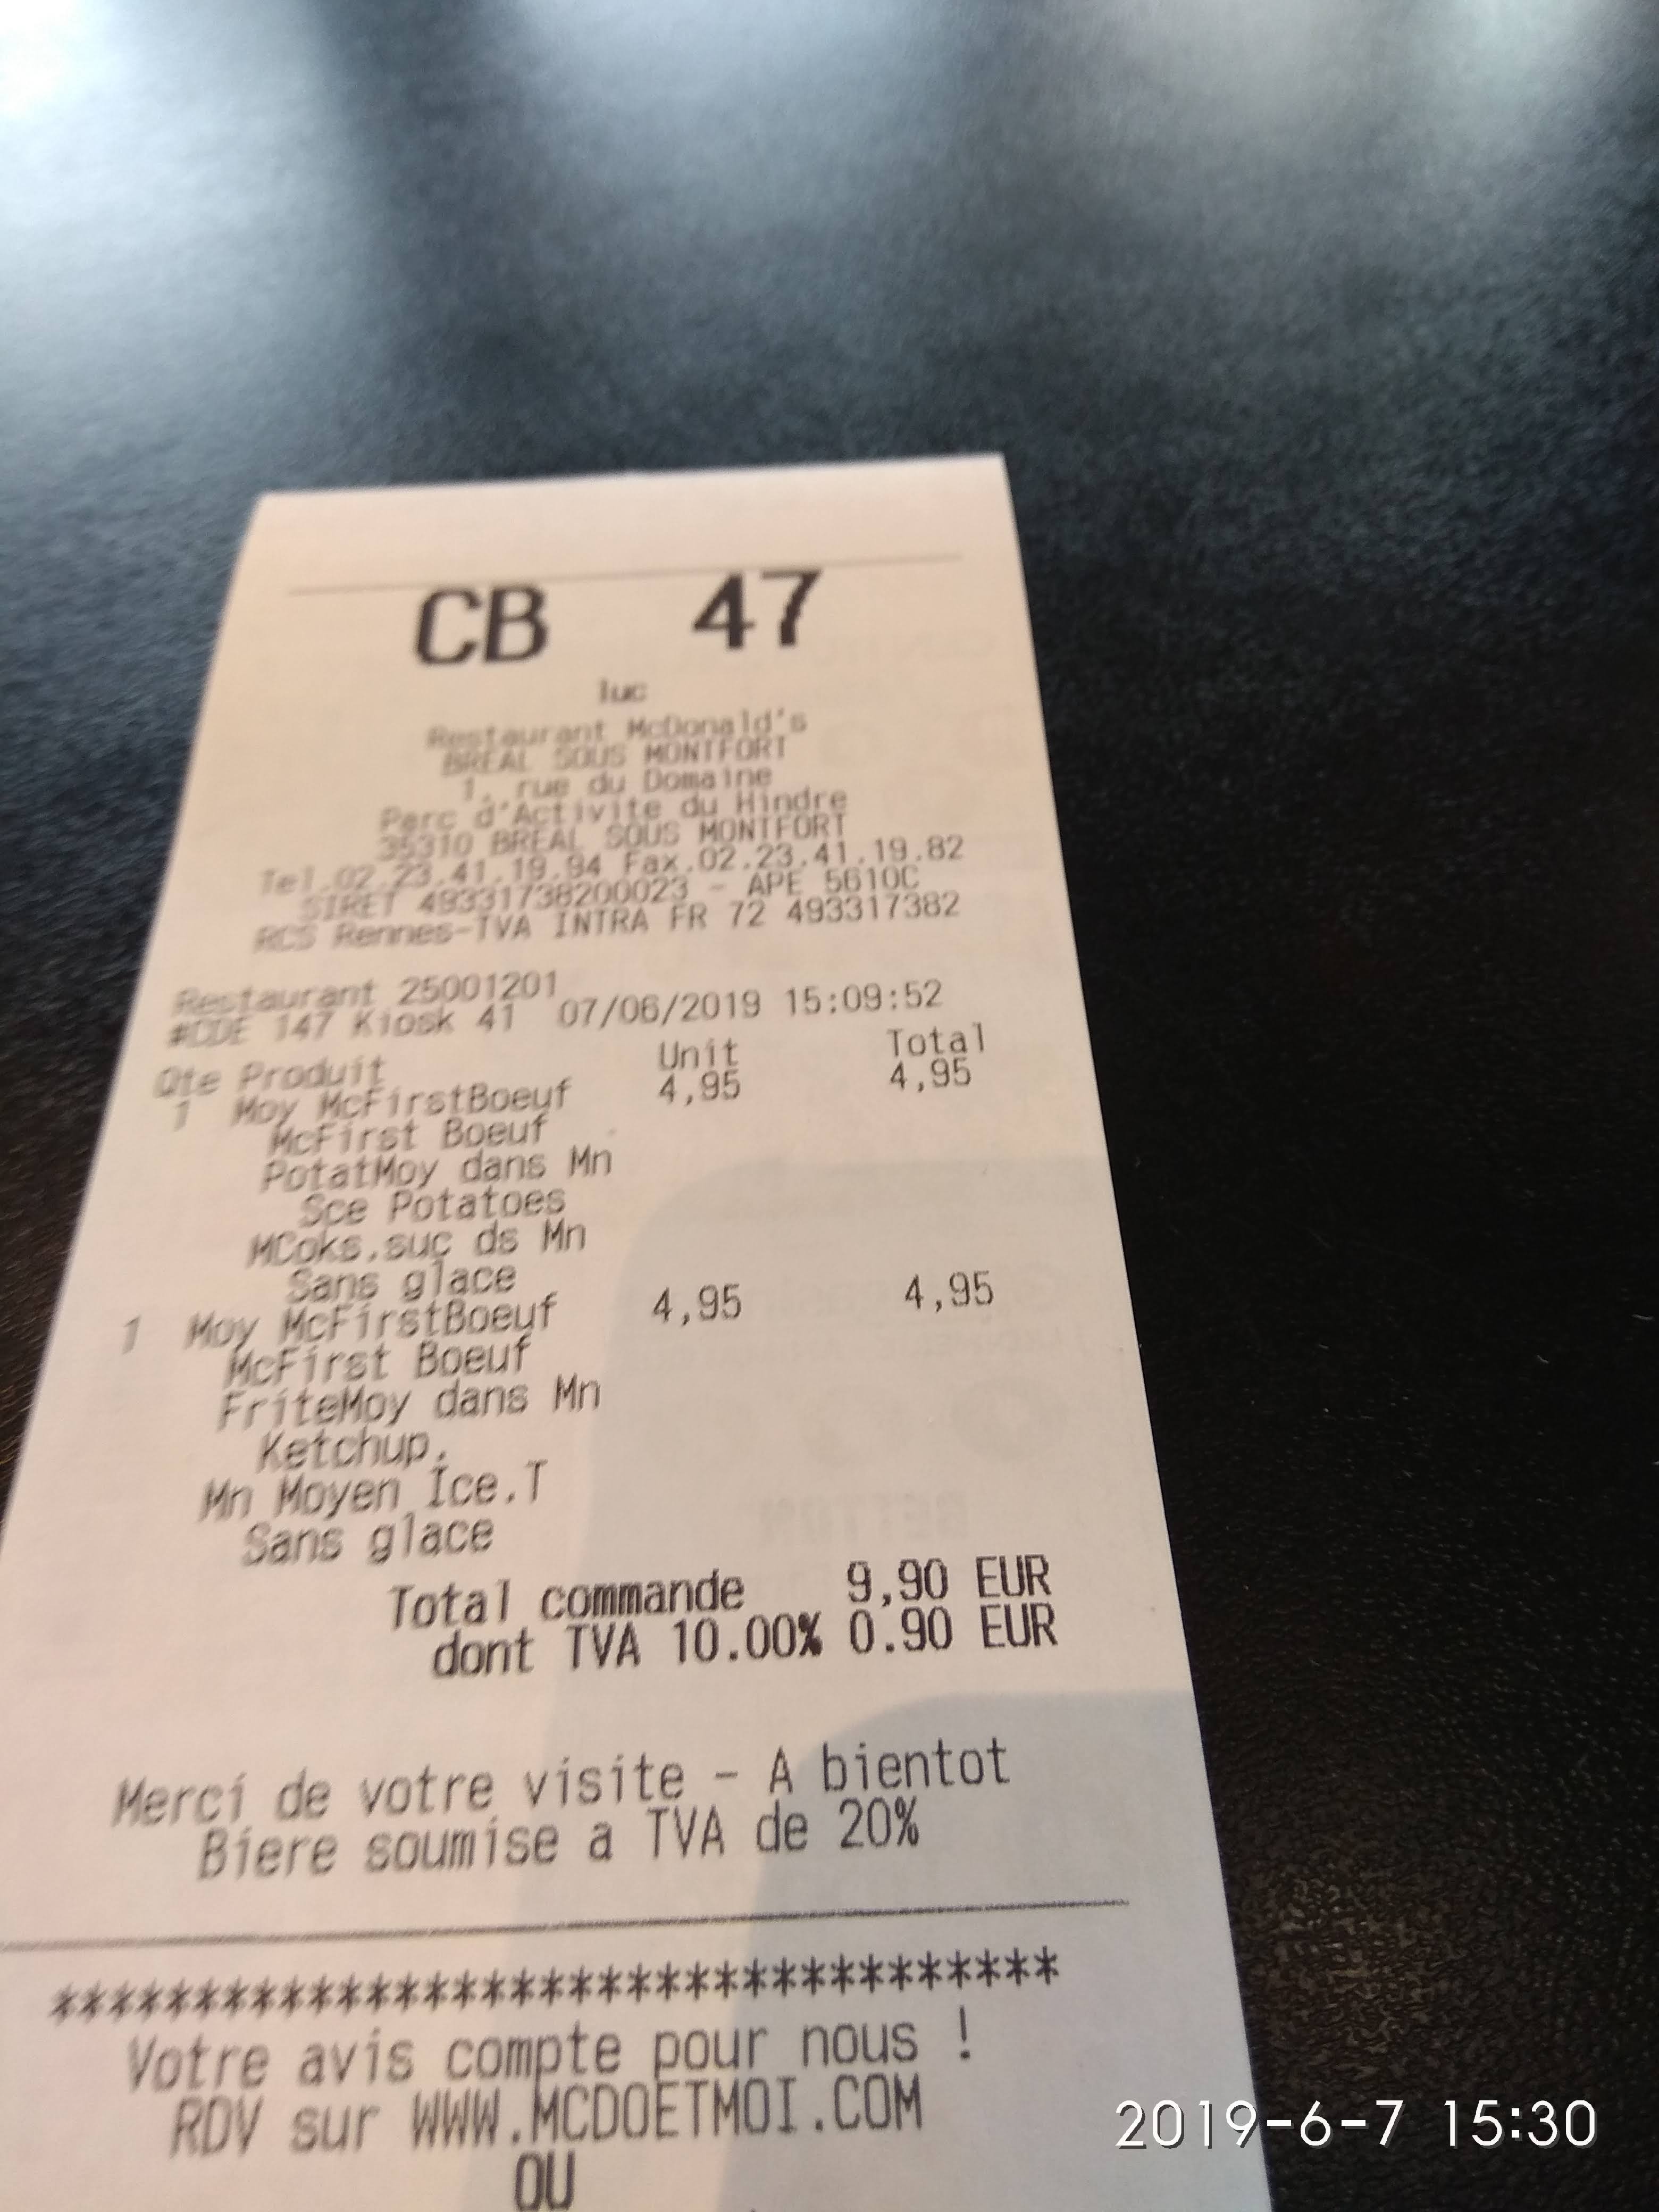 CB 47
luc
Restaurant McDonald's
BREAL SOUS MONTFORT
1, rue du Domaine
Parc d'Activite du Hindre
35310 BREAL SOUS MONTFORT
Tel.02.23.41.19.94 Fax.02.23.41.19.82
SIRET 49331738200023 - APE 5610C
RCS Rennes-TVA INTRA FR 72 493317382
Restaurant 25001201
#CDE 147 Kiosk 41 07/06/2019 15:09:52
Qte Produit Unit Total
1 Moy McFirstBoeuf 4,95 4,95
McFirst Boeuf
PotatMoy dans Mn
Sce Potatoes
MCoks.suc ds Mn
Sans glace
1 Moy McFirstBoeuf 4,95 4,95
McFirst Boeuf
FriteMoy dans Mn
Ketchup.
Mn Moyen Ice.T
Sans glace
Total commande 9,90 EUR
dont TVA 10.00% 0.90 EUR
Merci de votre visite - A bientot
Biere soumise a TVA de 20%
***********************************
Votre avis compte pour nous !
RDV sur WWW.MCDOETMOI.COM
OU
2019-6-7 15:30